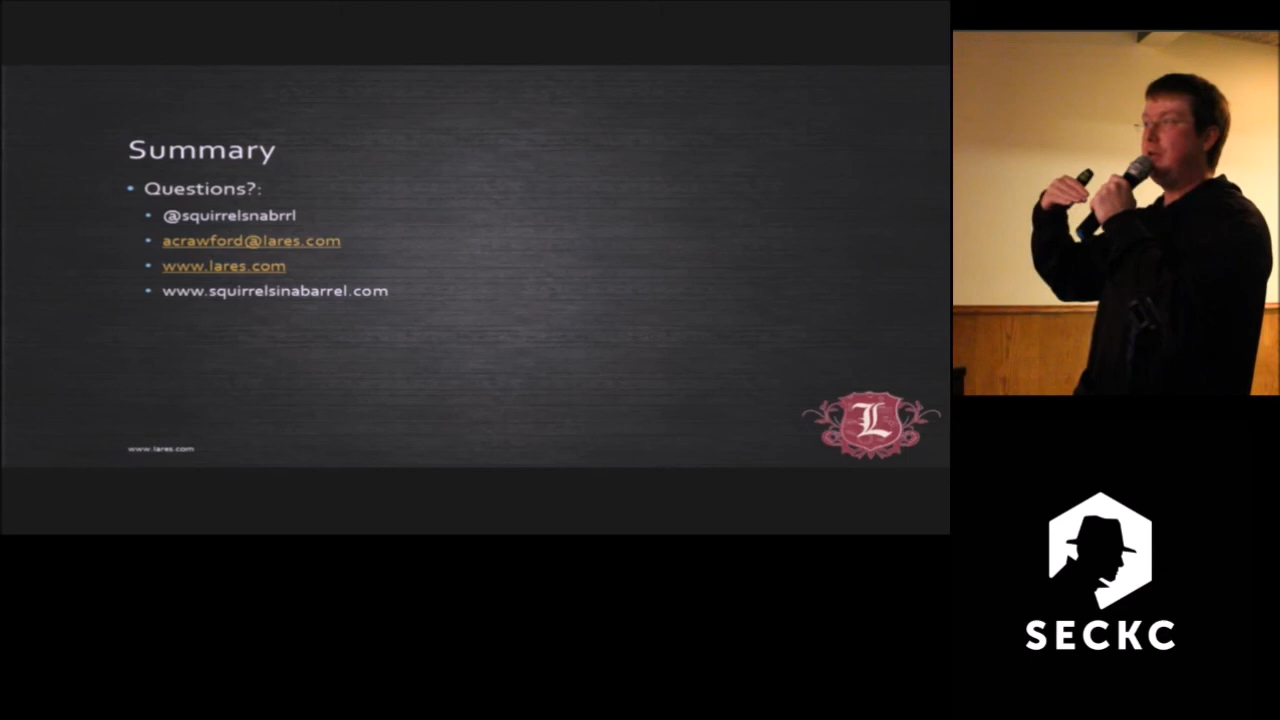 Summary
• Questions?:
• @squirrelsnabrrl
• acrawford@lares.com
• www.lares.com
• www.squirrelsinabarrel.com
www.lares.com
L
SECKC